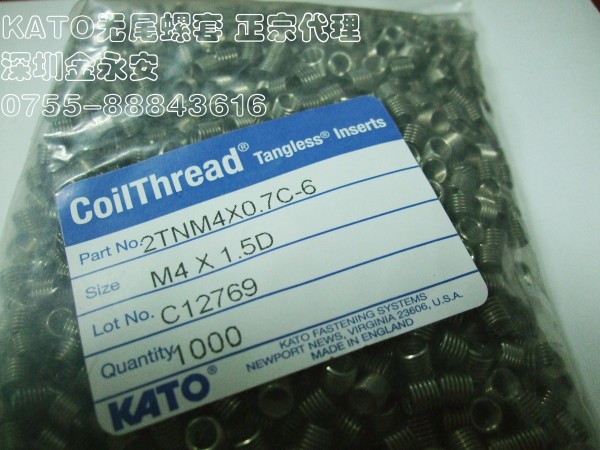 KATO无尾螺套 正宗代理
深圳金永安
0755-88843616
CoilThread® Tangless® Inserts
Part No. 2TNM4X0.7C-6
Size M4 X 1.5D
Lot No. C12769
Quantity 1000
KATO FASTENING SYSTEMS
NEWPORT NEWS, VIRGINIA 23606, U.S.A.
MADE IN ENGLAND
KATO®